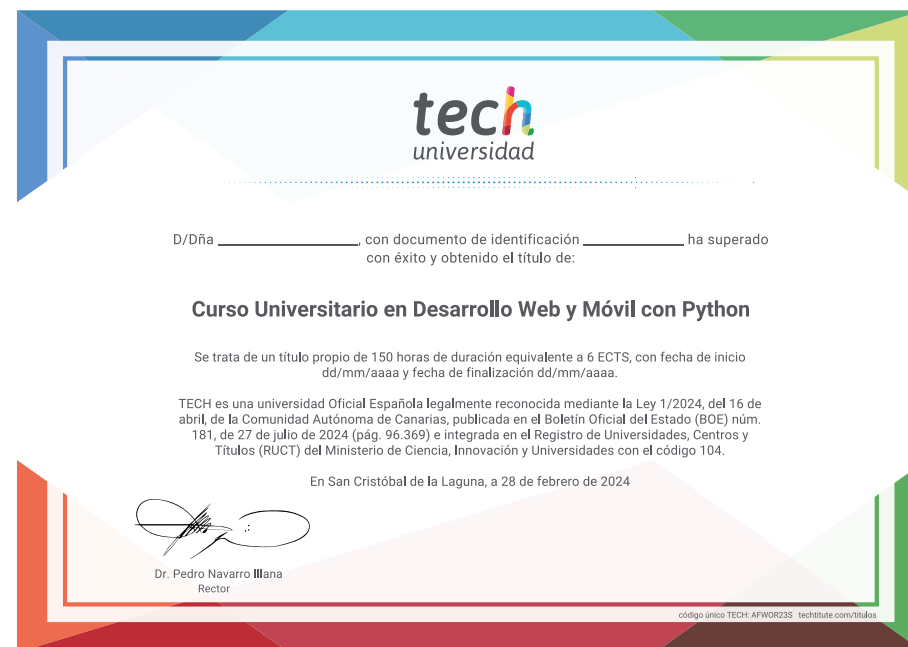 tech
universidad
D/Dña ____________, con documento de identificación ____________ ha superado
con éxito y obtenido el título de:
Curso Universitario en Desarrollo Web y Móvil con Python
Se trata de un título propio de 150 horas de duración equivalente a 6 ECTS, con fecha de inicio
dd/mm/aaaa y fecha de finalización dd/mm/aaaa.
TECH es una universidad Oficial Española legalmente reconocida mediante la Ley 1/2024, del 16 de
abril, de la Comunidad Autónoma de Canarias, publicada en el Boletín Oficial del Estado (BOE) núm.
181, de 27 de julio de 2024 (pág. 96.369) e integrada en el Registro de Universidades, Centros y
Títulos (RUCT) del Ministerio de Ciencia, Innovación y Universidades con el código 104.
En San Cristóbal de la Laguna, a 28 de febrero de 2024
Dr. Pedro Navarro Illana
Rector
código único TECH: AFWOR23S techtitute.com/titulos